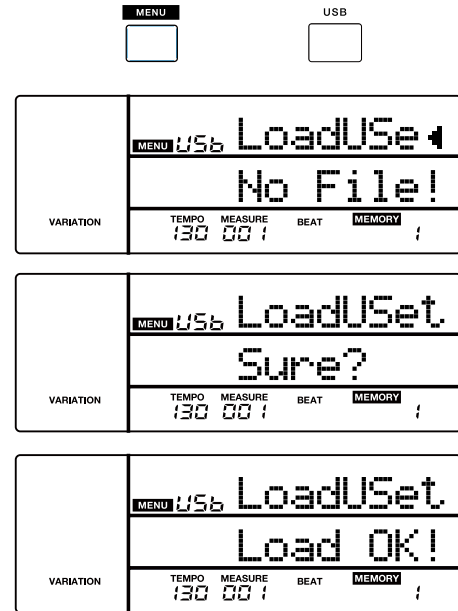 MENU USB
MENU USb LoadUSe
No File!
VARIATION TEMPO MEASURE BEAT MEMORY
130 001 1
MENU USb LoadUSet
Sure?
VARIATION TEMPO MEASURE BEAT MEMORY
130 001 1
MENU USb LoadUSet
Load OK!
VARIATION TEMPO MEASURE BEAT MEMORY
130 001 1